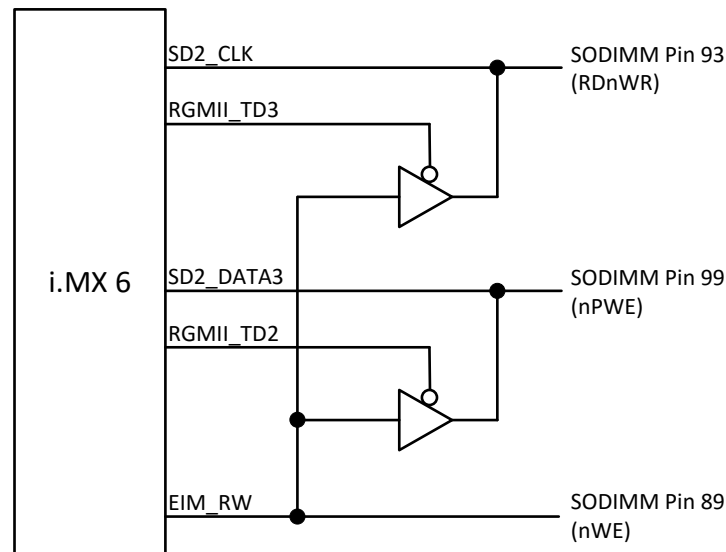 SD2_CLK
SODIMM Pin 93
(RDnWR)
RGMII_TD3
i.MX 6
SD2_DATA3
SODIMM Pin 99
(nPWE)
RGMII_TD2
EIM_RW
SODIMM Pin 89
(nWE)